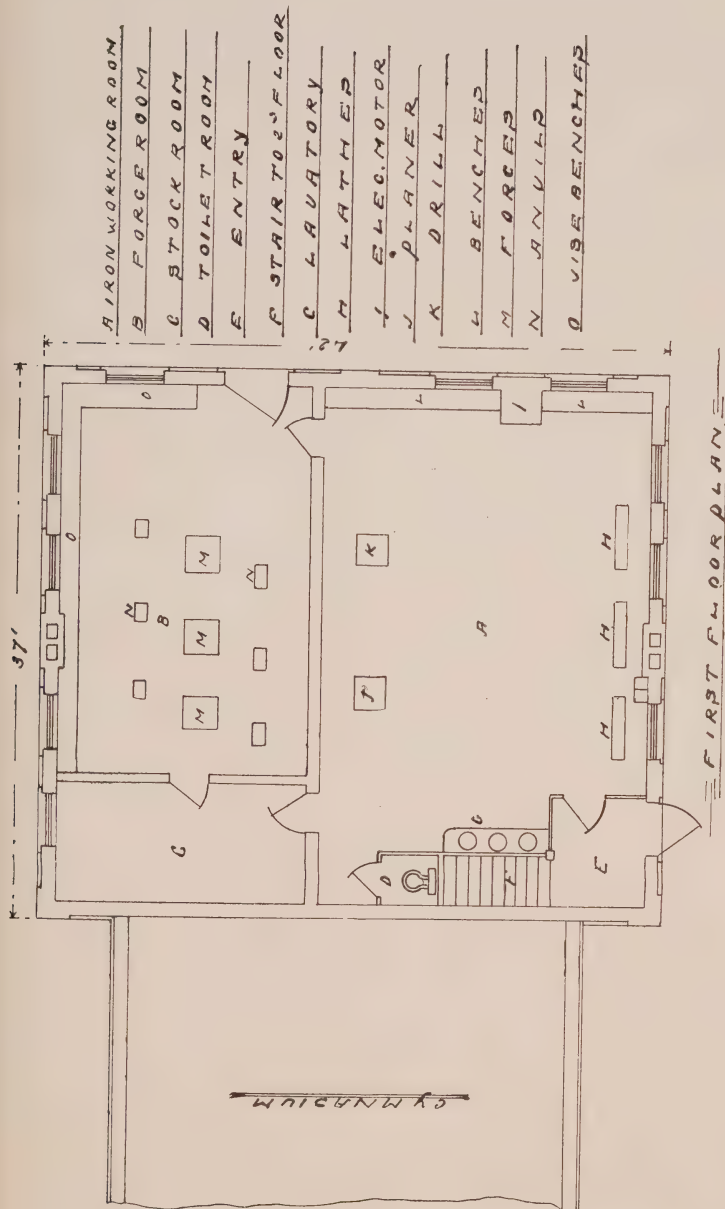 A IRON WORKING ROOM
B FORGE ROOM
C STOCK ROOM
D TOILET ROOM
E ENTRY
F STAIR TO 2ᴺᴰ FLOOR
G LAVATORY
H LATHES
I ELEC. MOTOR
J PLANER
K DRILL
L BENCHES
M FORGES
N ANVILS
O VISE BENCHES
37'
42'
O
O
N
N
B
M
M
M
C
L
I
L
K
J
A
H
H
H
G
D
F
E
GYMNASIUM
FIRST FLOOR PLAN